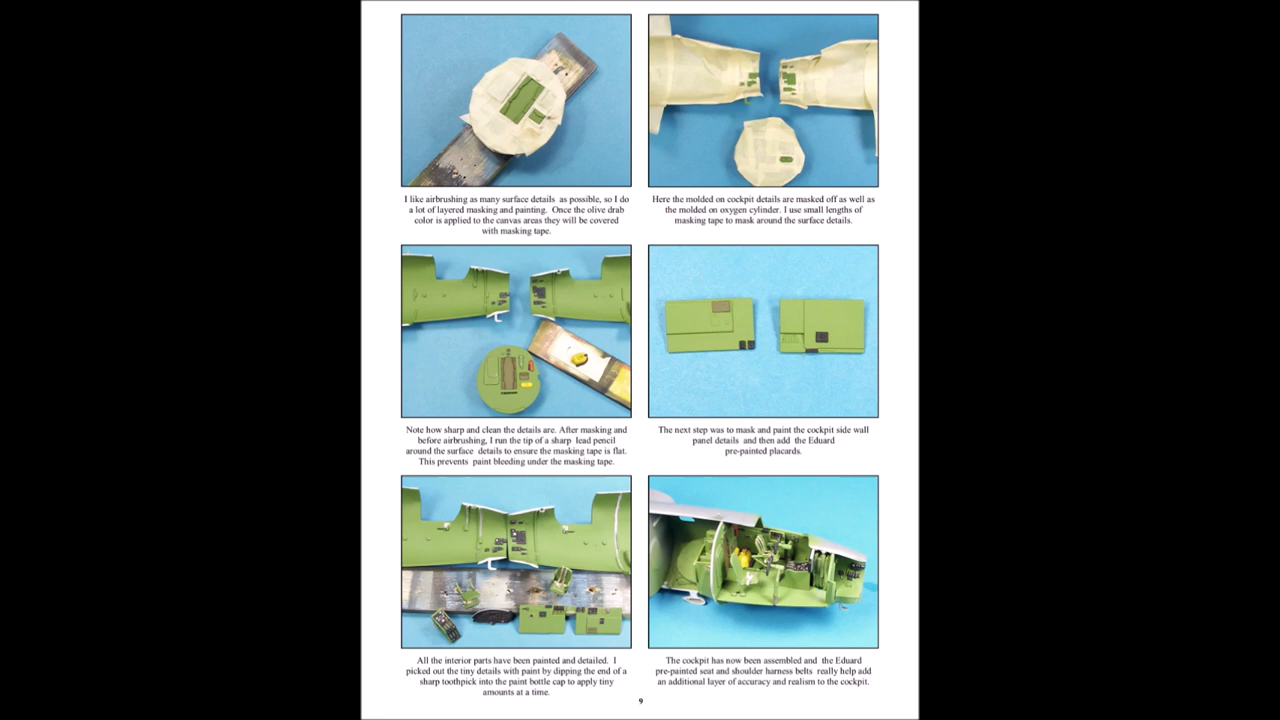 I like airbrushing as many surface details as possible, so I do
a lot of layered masking and painting. Once the olive drab
color is applied to the canvas areas they will be covered
with masking tape.
Here the molded on cockpit details are masked off as well as
the molded on oxygen cylinder. I use small lengths of
masking tape to mask around the surface details.
Note how sharp and clean the details are. After masking and
before airbrushing, I run the tip of a sharp lead pencil
around the surface details to ensure the masking tape is flat.
This prevents paint bleeding under the masking tape.
The next step was to mask and paint the cockpit side wall
panel details and then add the Eduard
pre-painted placards.
All the interior parts have been painted and detailed. I
picked out the tiny details with paint by dipping the end of a
sharp toothpick into the paint bottle cap to apply tiny
amounts at a time.
The cockpit has now been assembled and the Eduard
pre-painted seat and shoulder harness belts really help add
an additional layer of accuracy and realism to the cockpit.
9